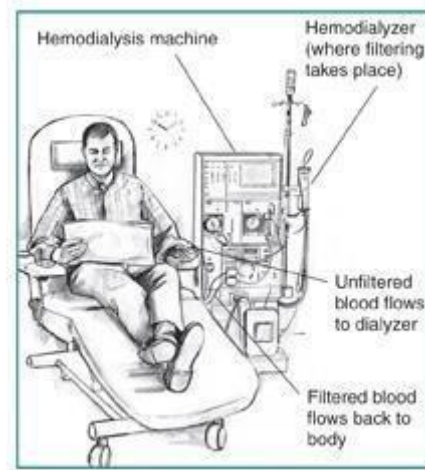 Hemodialysis machine
Hemodialyzer
(where filtering
takes place)
Unfiltered
blood flows
to dialyzer
Filtered blood
flows back to
body